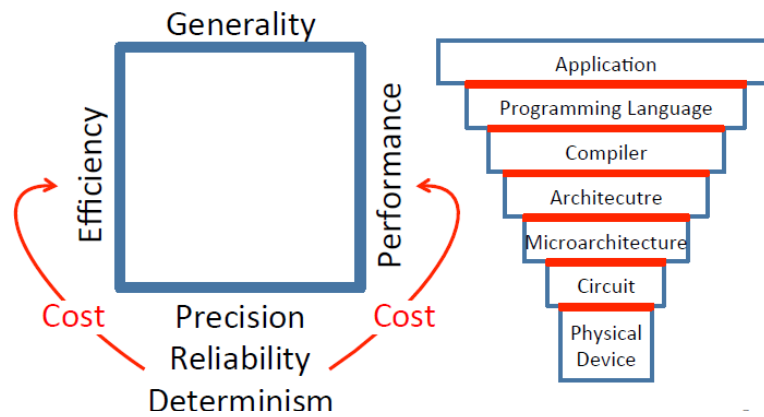 Generality
Efficiency
Performance
Cost
Precision
Cost
Reliability
Determinism
Application
Programming Language
Compiler
Architecutre
Microarchitecture
Circuit
Physical
Device